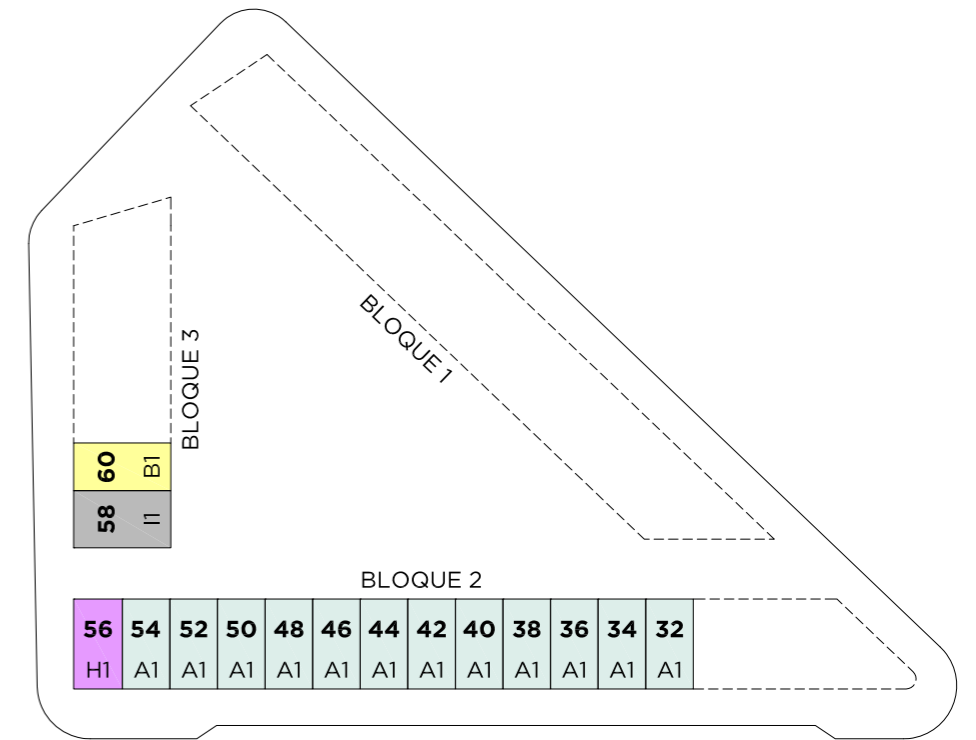 BLOQUE 1
BLOQUE 3
60 B1
58 I1
BLOQUE 2
56 54 52 50 48 46 44 42 40 38 36 34 32
H1 A1 A1 A1 A1 A1 A1 A1 A1 A1 A1 A1 A1